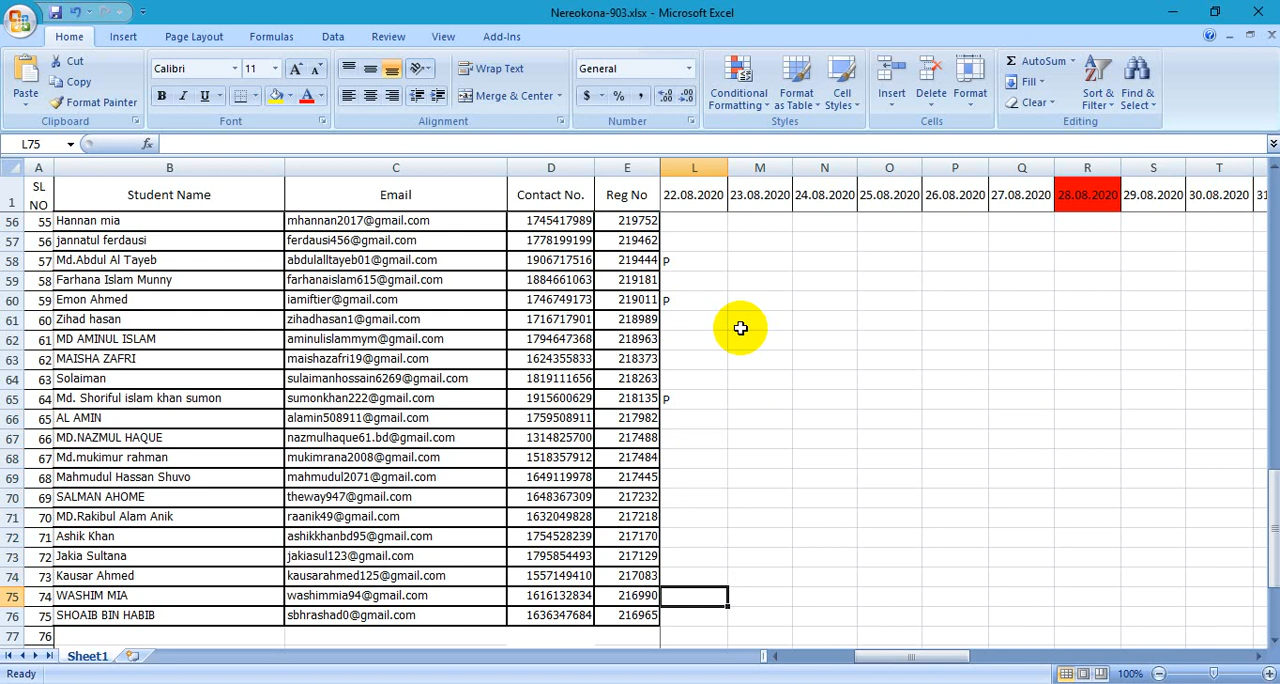 Nereokona-903.xlsx - Microsoft Excel
Home Insert Page Layout Formulas Data Review View Add-Ins
Paste Cut Copy Format Painter Clipboard
Calibri 11 A A B I U A Font
Wrap Text Merge & Center Alignment
General $ % , Number
Conditional Formatting Format as Table Cell Styles Styles
Insert Delete Format Cells
Σ AutoSum Fill Clear Sort & Filter Find & Select Editing
L75 fx
A B C D E L M N O P Q R S T
1 SL NO Student Name Email Contact No. Reg No 22.08.2020 23.08.2020 24.08.2020 25.08.2020 26.08.2020 27.08.2020 28.08.2020 29.08.2020 30.08.2020 31
56 55 Hannan mia mhannan2017@gmail.com 1745417989 219752
57 56 jannatul ferdausi ferdausi456@gmail.com 1778199199 219462
58 57 Md.Abdul Al Tayeb abdulalltayeb01@gmail.com 1906717516 219444 P
59 58 Farhana Islam Munny farhanaislam615@gmail.com 1884661063 219181
60 59 Emon Ahmed iamiftier@gmail.com 1746749173 219011 P
61 60 Zihad hasan zihadhasan1@gmail.com 1716717901 218989
62 61 MD AMINUL ISLAM aminulislammym@gmail.com 1794647368 218963
63 62 MAISHA ZAFRI maishazafri19@gmail.com 1624355833 218373
64 63 Solaiman sulaimanhossain6269@gmail.com 1819111656 218263
65 64 Md. Shoriful islam khan sumon sumonkhan222@gmail.com 1915600629 218135 P
66 65 AL AMIN alamin508911@gmail.com 1759508911 217982
67 66 MD.NAZMUL HAQUE nazmulhaque61.bd@gmail.com 1314825700 217488
68 67 Md.mukimur rahman mukimrana2008@gmail.com 1518357912 217484
69 68 Mahmudul Hassan Shuvo mahmudul2071@gmail.com 1649119978 217445
70 69 SALMAN AHOME theway947@gmail.com 1648367309 217232
71 70 MD.Rakibul Alam Anik raanik49@gmail.com 1632049828 217218
72 71 Ashik Khan ashikkhanbd95@gmail.com 1754528239 217170
73 72 Jakia Sultana jakiasul123@gmail.com 1795854493 217129
74 73 Kausar Ahmed kausarahmed125@gmail.com 1557149410 217083
75 74 WASHIM MIA washimmia94@gmail.com 1616132834 216990
76 75 SHOAIB BIN HABIB sbhrashad0@gmail.com 1636347684 216965
77 76
Sheet1
Ready 100%